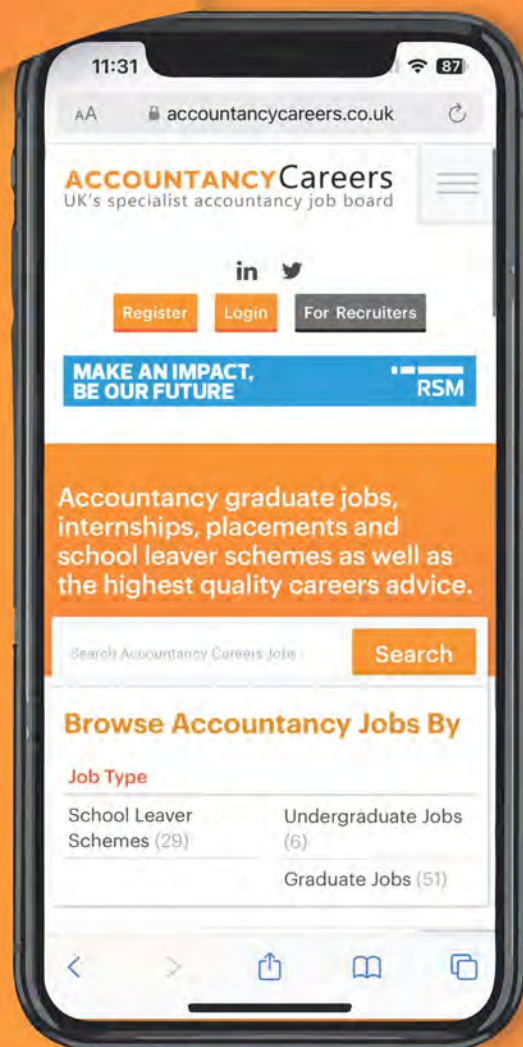 11:31
87
AA accountancycareers.co.uk
ACCOUNTANCYCareers
UK's specialist accountancy job board
in
Register Login For Recruiters
MAKE AN IMPACT,
BE OUR FUTURE
RSM
Accountancy graduate jobs,
internships, placements and
school leaver schemes as well as
the highest quality careers advice.
Search Accountancy Careers Jobs Search
Browse Accountancy Jobs By
Job Type
School Leaver
Schemes (29)
Undergraduate Jobs
(6)
Graduate Jobs (51)